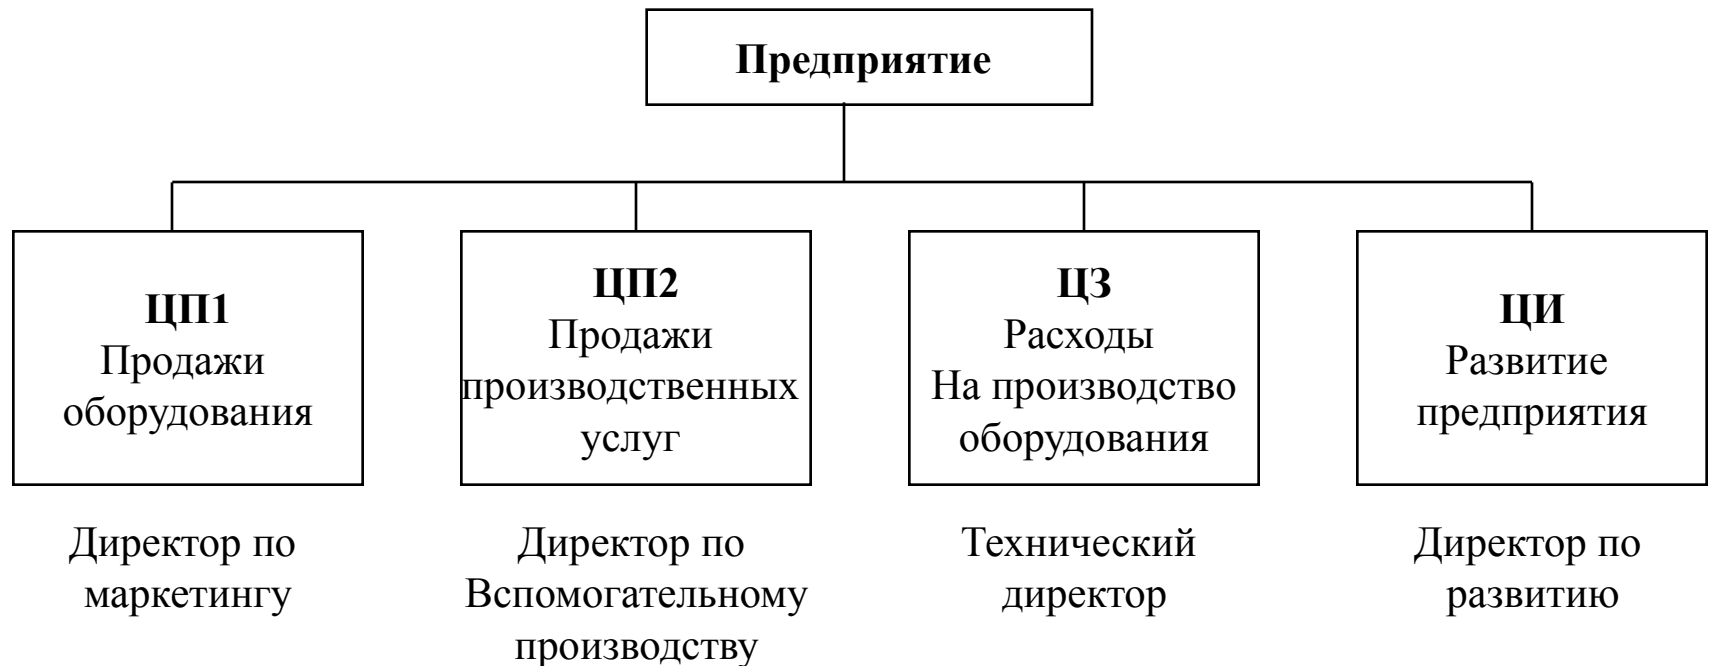 Предприятие
ЦП1
Продажи
оборудования
ЦП2
Продажи
производственных
услуг
ЦЗ
Расходы
На производство
оборудования
ЦИ
Развитие
предприятия
Директор по
маркетингу
Директор по
Вспомогательному
производству
Технический
директор
Директор по
развитию